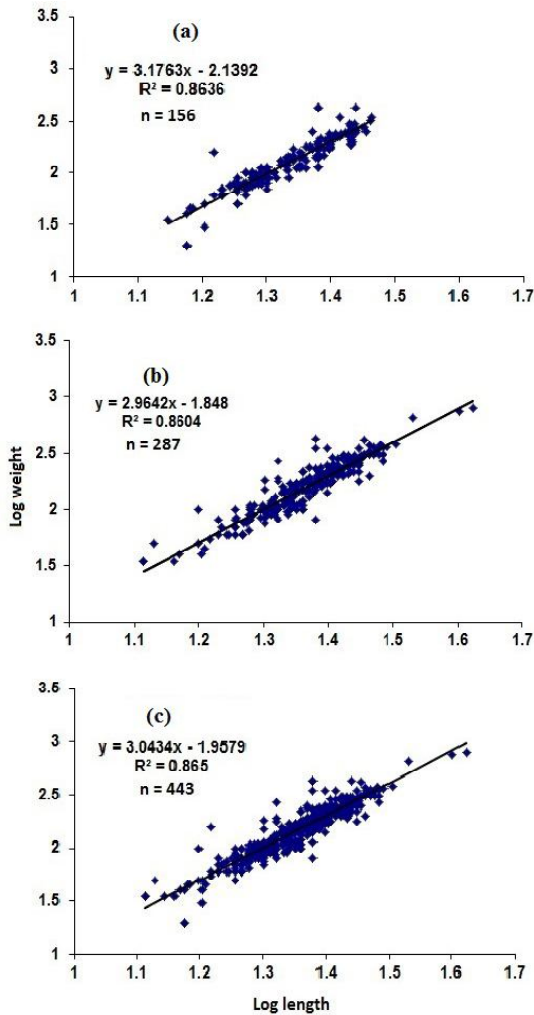 (a)
y = 3.1763x - 2.1392
R² = 0.8636
n = 156
3.5
3
2.5
2
1.5
1
1 1.1 1.2 1.3 1.4 1.5 1.6 1.7
(b)
y = 2.9642x - 1.848
R² = 0.8604
n = 287
Log weight
3.5
3
2.5
2
1.5
1
1 1.1 1.2 1.3 1.4 1.5 1.6 1.7
(c)
y = 3.0434x - 1.9579
R² = 0.865
n = 443
3.5
3
2.5
2
1.5
1
1 1.1 1.2 1.3 1.4 1.5 1.6 1.7
Log length